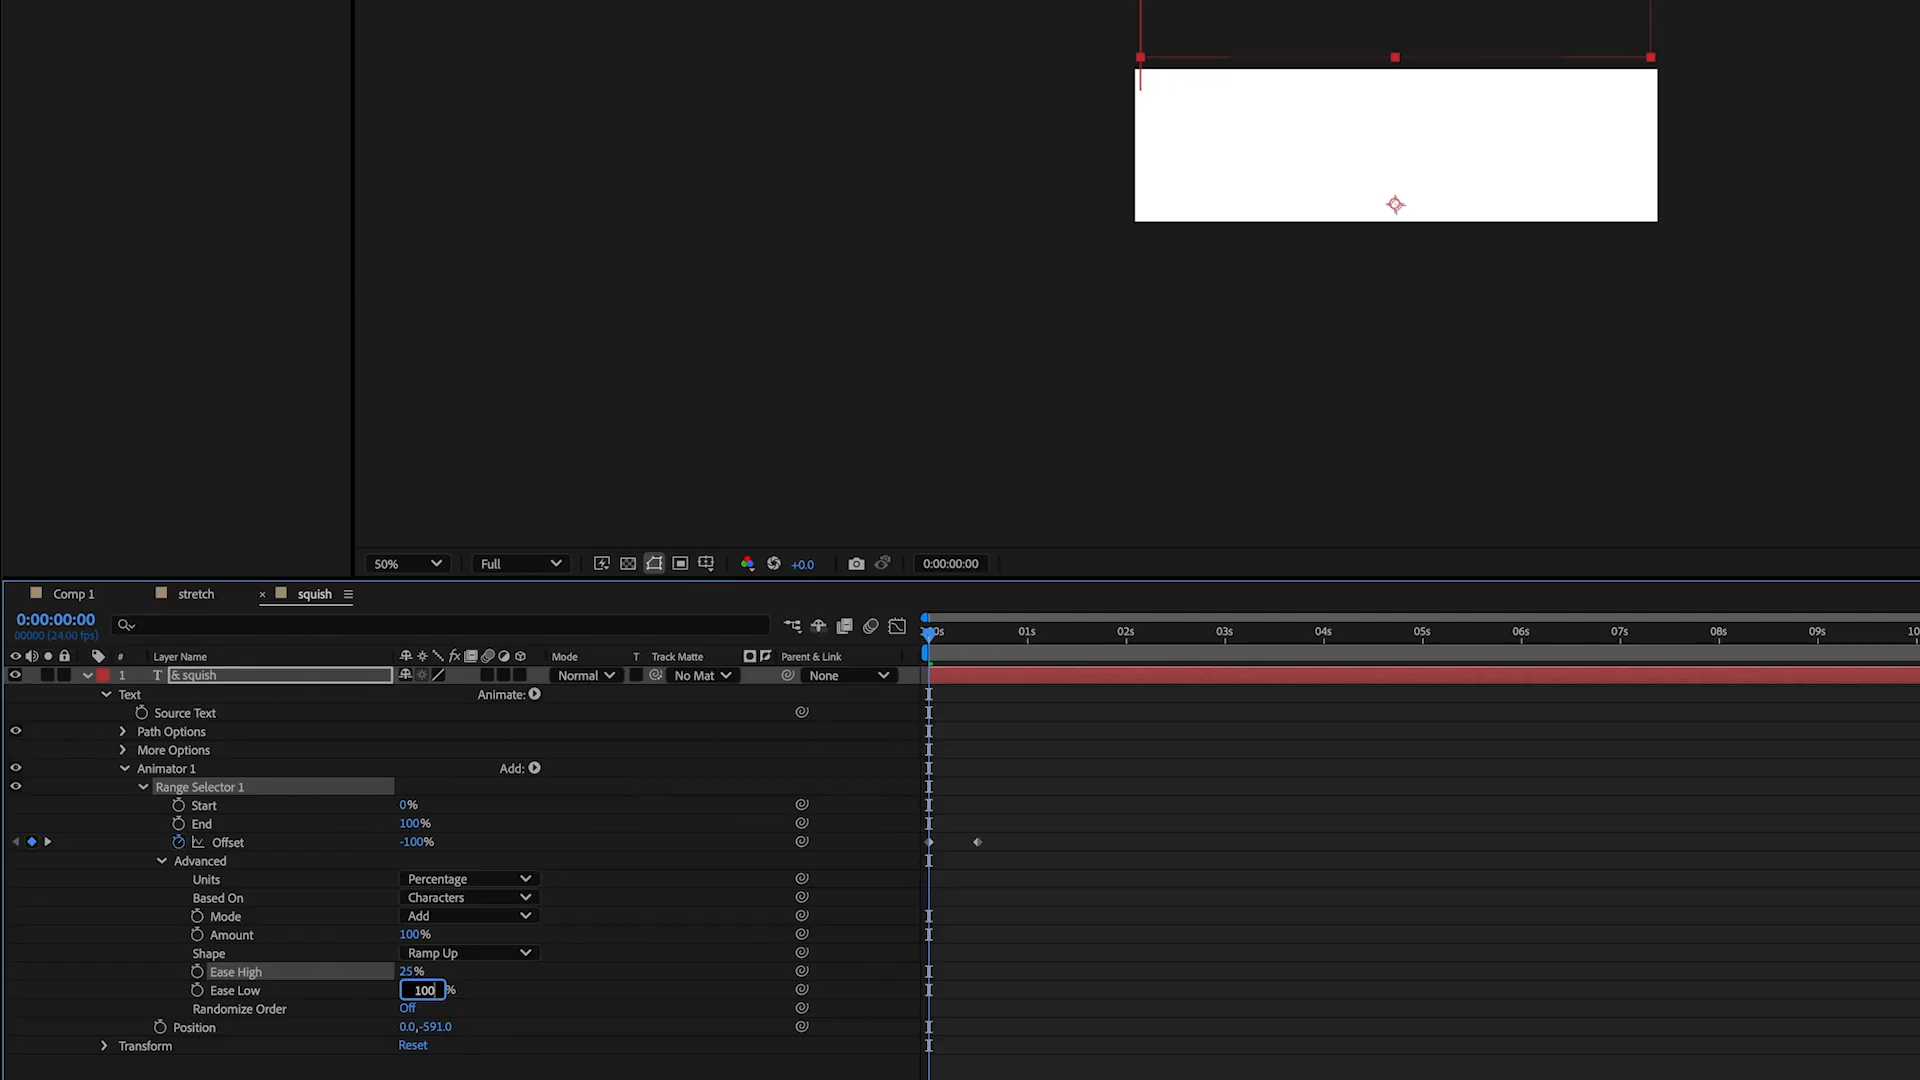 50% Full +0.0 0:00:00:00
Comp 1 stretch × squish
0:00:00:00
00000 (24.00 fps)
00s 01s 02s 03s 04s 05s 06s 07s 08s 09s 10
# Layer Name fx Mode T Track Matte Parent & Link
1 T & squish Normal No Mat None
Text Animate:
Source Text
Path Options
More Options
Animator 1 Add:
Range Selector 1
Start 0%
End 100%
Offset -100%
Advanced
Units Percentage
Based On Characters
Mode Add
Amount 100%
Shape Ramp Up
Ease High 25%
Ease Low 100 %
Randomize Order Off
Position 0.0,-591.0
Transform Reset